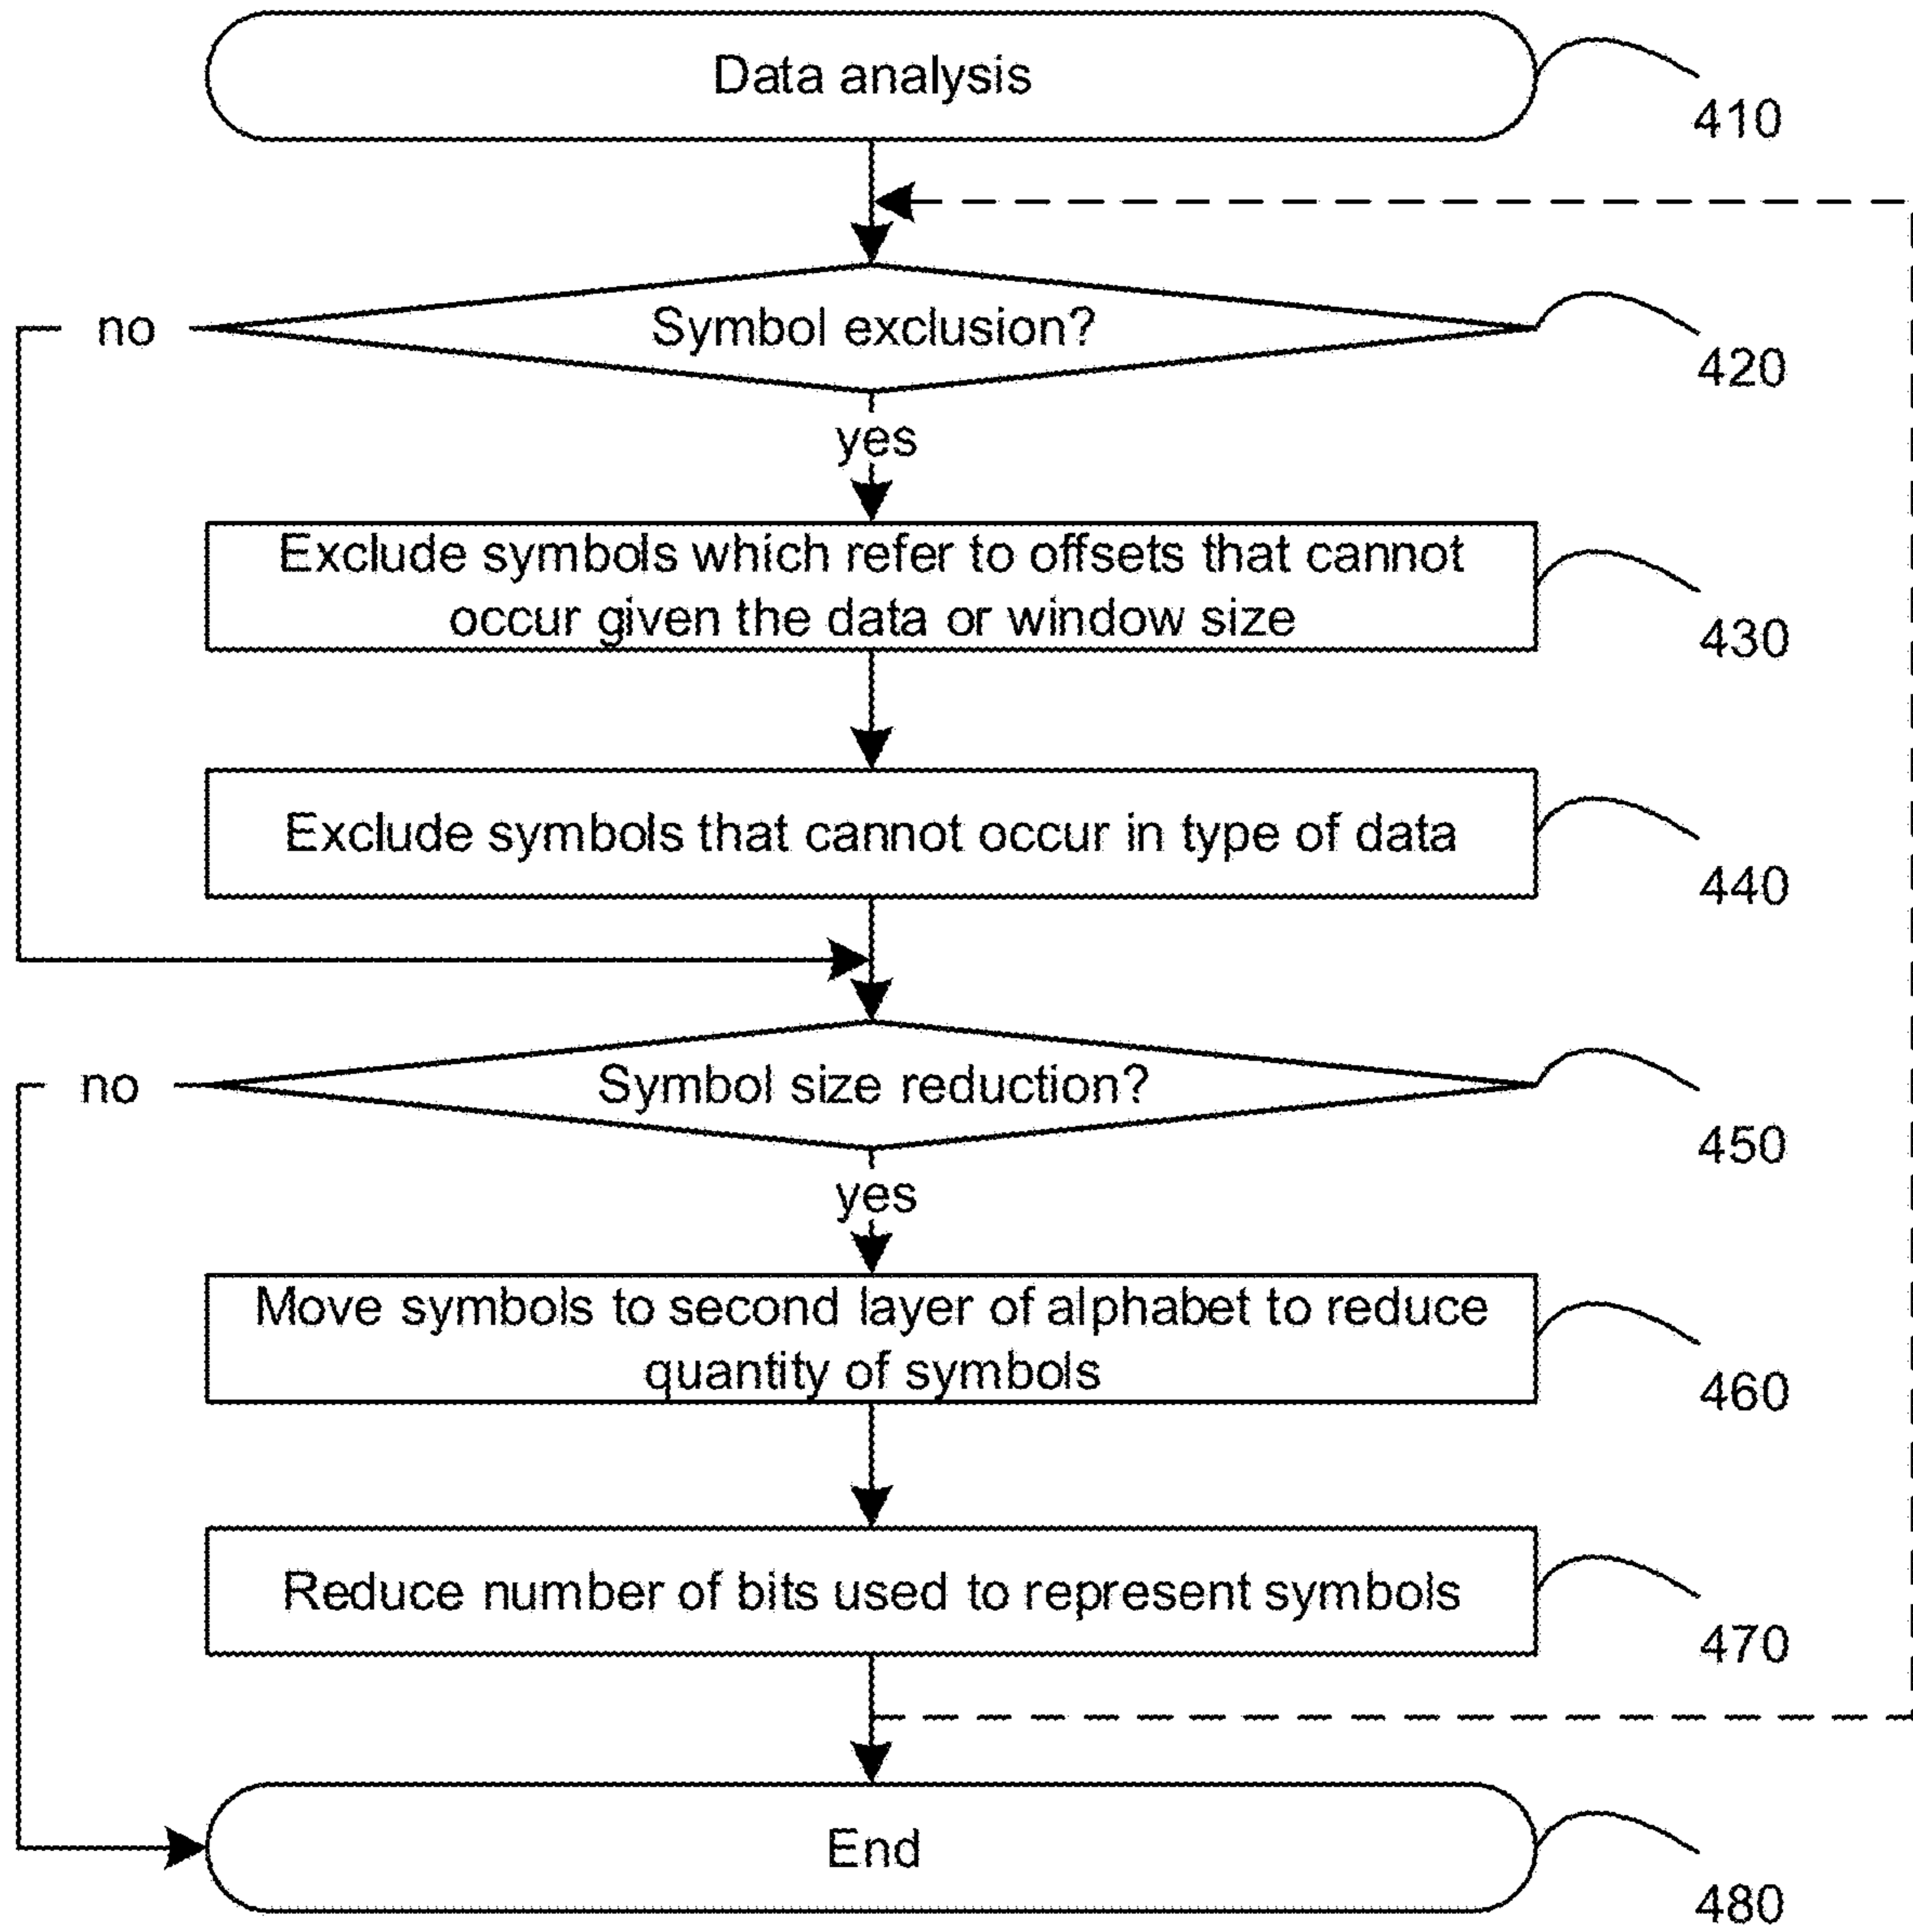 Data analysis
410
Symbol exclusion?
no
420
yes
Exclude symbols which refer to offsets that cannot
occur given the data or window size
430
Exclude symbols that cannot occur in type of data
440
Symbol size reduction?
no
450
yes
Move symbols to second layer of alphabet to reduce
quantity of symbols
460
Reduce number of bits used to represent symbols
470
End
480